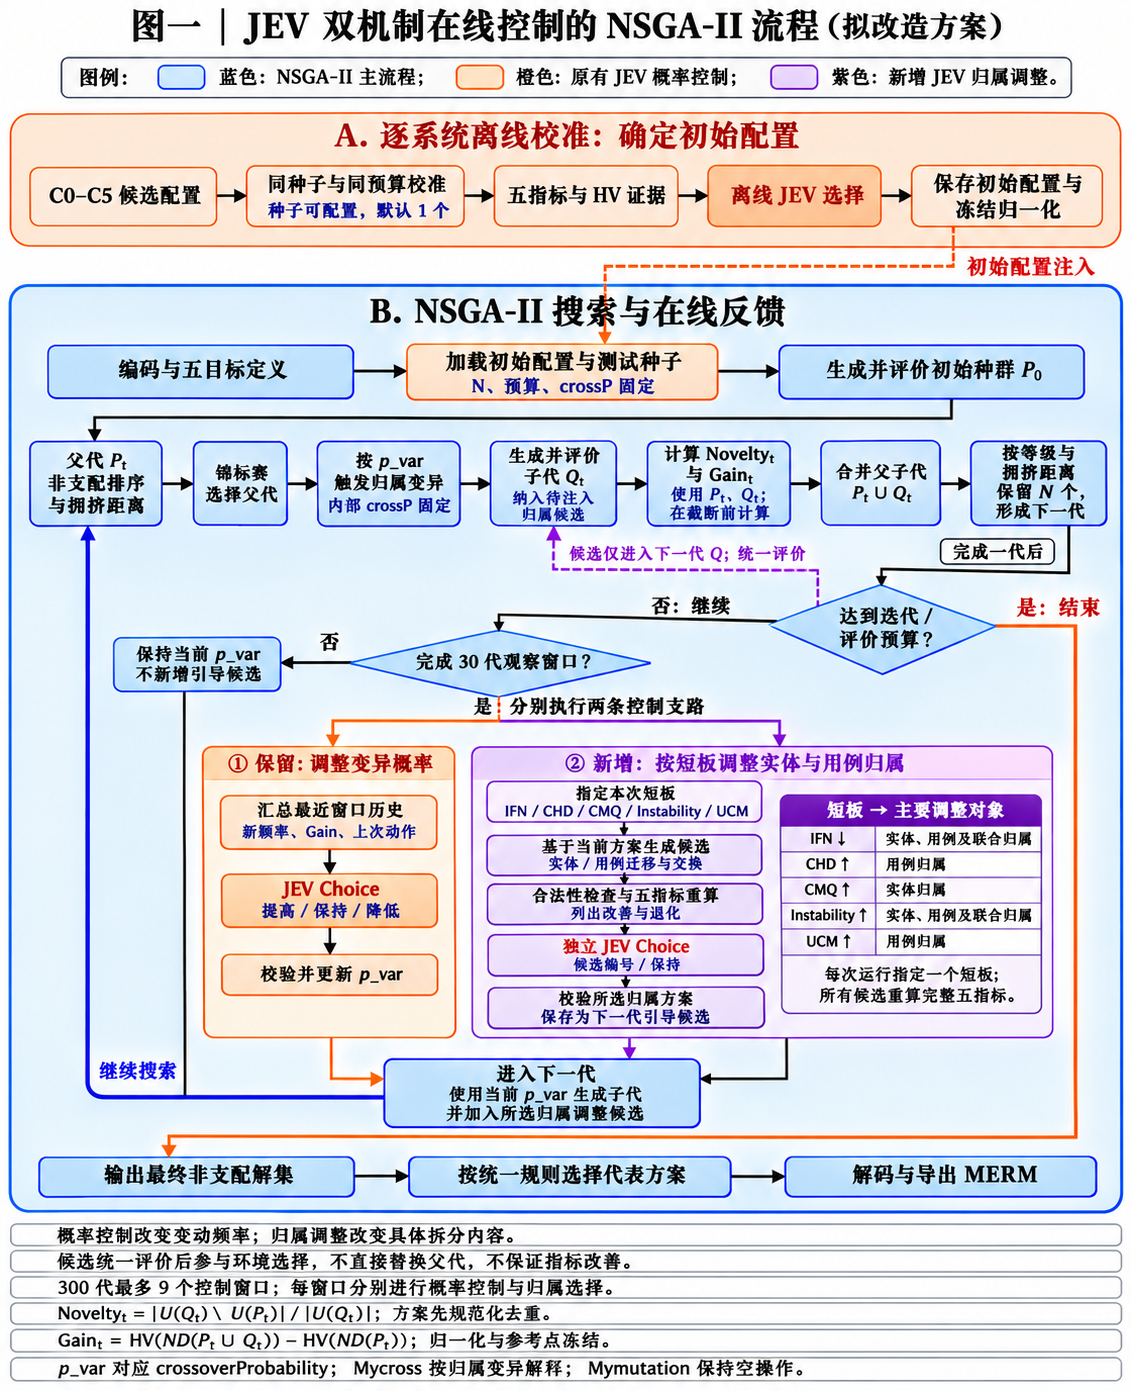 图一｜JEV 双机制在线控制的 NSGA-II 流程（拟改造方案）
图例：
蓝色：NSGA-II 主流程；
橙色：原有 JEV 概率控制；
紫色：新增 JEV 归属调整。
A. 逐系统离线校准：确定初始配置
C0–C5 候选配置
同种子与同预算校准
种子可配置，默认 1 个
五指标与 HV 证据
离线 JEV 选择
保存初始配置与
冻结归一化
初始配置注入
B. NSGA-II 搜索与在线反馈
编码与五目标定义
加载初始配置与测试种子
N、预算、crossP 固定
生成并评价初始种群 P₀
父代 Pₜ
非支配排序
与拥挤距离
锦标赛
选择父代
按 p_var
触发归属变异
内部 crossP 固定
生成并评价
子代 Qₜ
纳入待注入
归属候选
计算 Noveltyₜ
与 Gainₜ
使用 Pₜ、Qₜ；
在截断前计算
合并父子代
Pₜ ∪ Qₜ
按等级与
拥挤距离
保留 N 个，
形成下一代
候选仅进入下一代 Q；统一评价
完成一代后
达到迭代 /
评价预算？
是：结束
否：继续
完成 30 代观察窗口？
否
保持当前 p_var
不新增引导候选
是：分别执行两条控制支路
① 保留：调整变异概率
汇总最近窗口历史
新颖率、Gain、上次动作
JEV Choice
提高 / 保持 / 降低
校验并更新 p_var
② 新增：按短板调整实体与用例归属
指定本次短板
IFN / CHD / CMQ / Instability / UCM
基于当前方案生成候选
实体 / 用例迁移与交换
合法性检查与五指标重算
列出改善与退化
独立 JEV Choice
候选编号 / 保持
校验所选归属方案
保存为下一代引导候选
短板 → 主要调整对象
IFN ↓ 实体、用例及联合归属
CHD ↑ 用例归属
CMQ ↑ 实体归属
Instability ↑ 实体、用例及联合归属
UCM ↑ 用例归属
每次运行指定一个短板；
所有候选重算完整五指标。
继续搜索
进入下一代
使用当前 p_var 生成子代
并加入所选归属调整候选
输出最终非支配解集
按统一规则选择代表方案
解码与导出 MERM
概率控制改变变动频率；归属调整改变具体拆分内容。
候选统一评价后参与环境选择，不直接替换父代，不保证指标改善。
300 代最多 9 个控制窗口；每窗口分别进行概率控制与归属选择。
Noveltyₜ = |U(Qₜ) \ U(Pₜ)| / |U(Qₜ)|；方案先规范化去重。
Gainₜ = HV(ND(Pₜ ∪ Qₜ)) − HV(ND(Pₜ))；归一化与参考点冻结。
p_var 对应 crossoverProbability；Mycross 按归属变异解释；Mymutation 保持空操作。